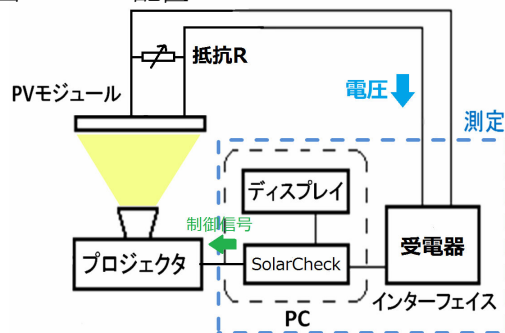 抵抗R
PVモジュール
電圧
測定
ディスプレイ
制御信号
プロジェクタ
SolarCheck
受電器
インターフェイス
PC